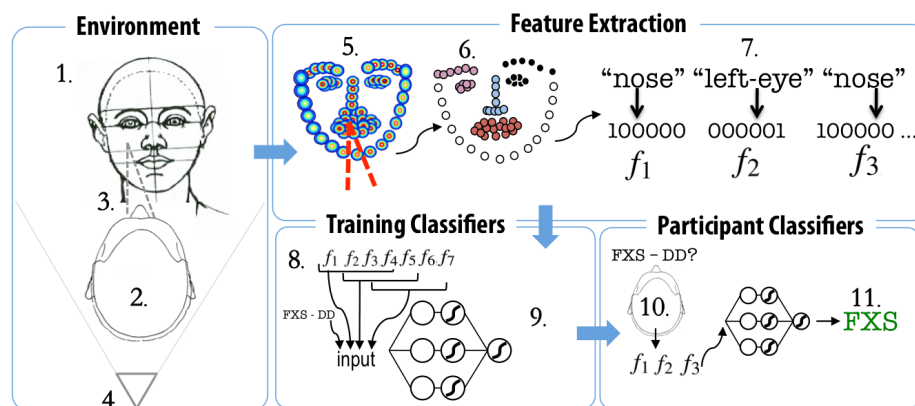 Environment
1.
3.
2.
4
Feature Extraction
5.
6.
7.
“nose” “left-eye” “nose”
100000 000001 100000 ...
f1 f2 f3
Training Classifiers
8. f1 f2 f3 f4 f5 f6 f7
FXS - DD
input
9.
Participant Classifiers
FXS - DD?
10.
f1 f2 f3
11.
FXS